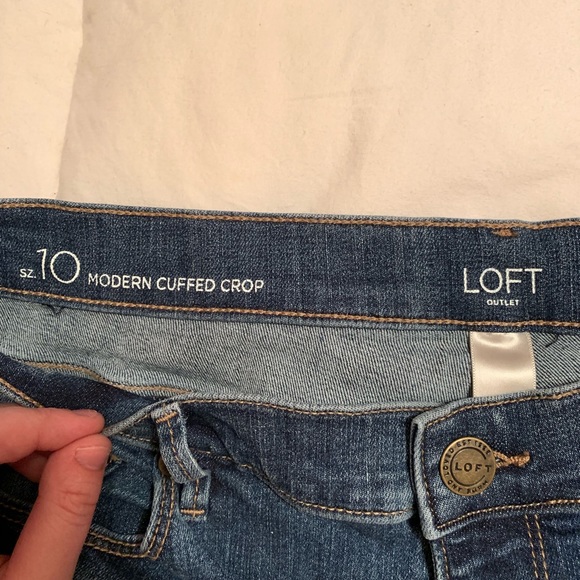 SZ. 10 MODERN CUFFED CROP
LOFT
OUTLET
LOFT